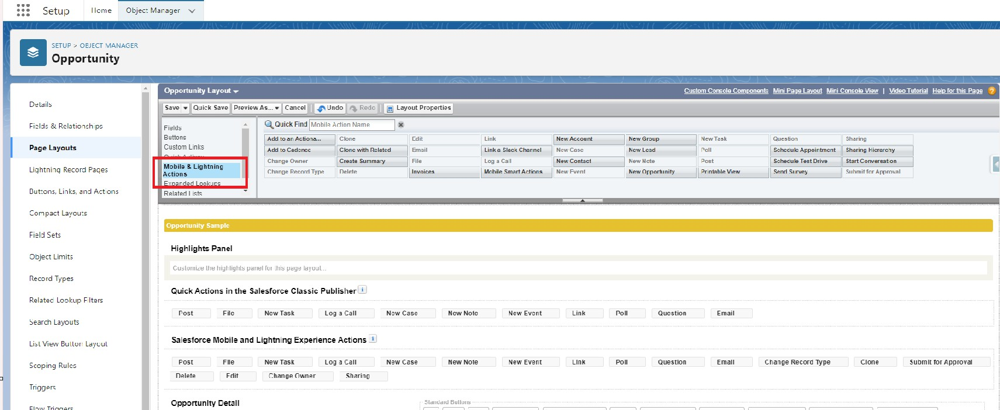 Setup Home Object Manager
SETUP > OBJECT MANAGER
Opportunity
Details
Fields & Relationships
Page Layouts
Lightning Record Pages
Buttons, Links, and Actions
Compact Layouts
Field Sets
Object Limits
Record Types
Related Lookup Filters
Search Layouts
List View Button Layout
Scoping Rules
Triggers
Flow Triggers
Opportunity Layout
Custom Console Components Mini Page Layout Mini Console View | Video Tutorial Help for this Page ?
Save Quick Save Preview As... Cancel Undo Redo Layout Properties
Fields
Buttons
Custom Links
Quick Actions
Mobile & Lightning
Actions
Expanded Lookups
Related Lists
Quick Find Mobile Action Name
Add to an Actiona... Clone Edit Link New Account New Group New Task Question Sharing
Add to Cadence Clone with Related Email Link a Slack Channel New Case New Lead Poll Schedule Appointment Sharing Hierarchy
Change Owner Create Summary File Log a Call New Contact New Note Post Schedule Test Drive Start Conversation
Change Record Type Delete Invoices Mobile Smart Actions New Event New Opportunity Printable View Send Survey Submit for Approval
Opportunity Sample
Highlights Panel
Customize the highlights panel for this page layout...
Quick Actions in the Salesforce Classic Publisher i
Post File New Task Log a Call New Case New Note New Event Link Poll Question Email
Salesforce Mobile and Lightning Experience Actions i
Post File New Task Log a Call New Case New Note New Event Link Poll Question Email Change Record Type Clone Submit for Approval
Delete Edit Change Owner Sharing
Opportunity Detail
Standard Buttons